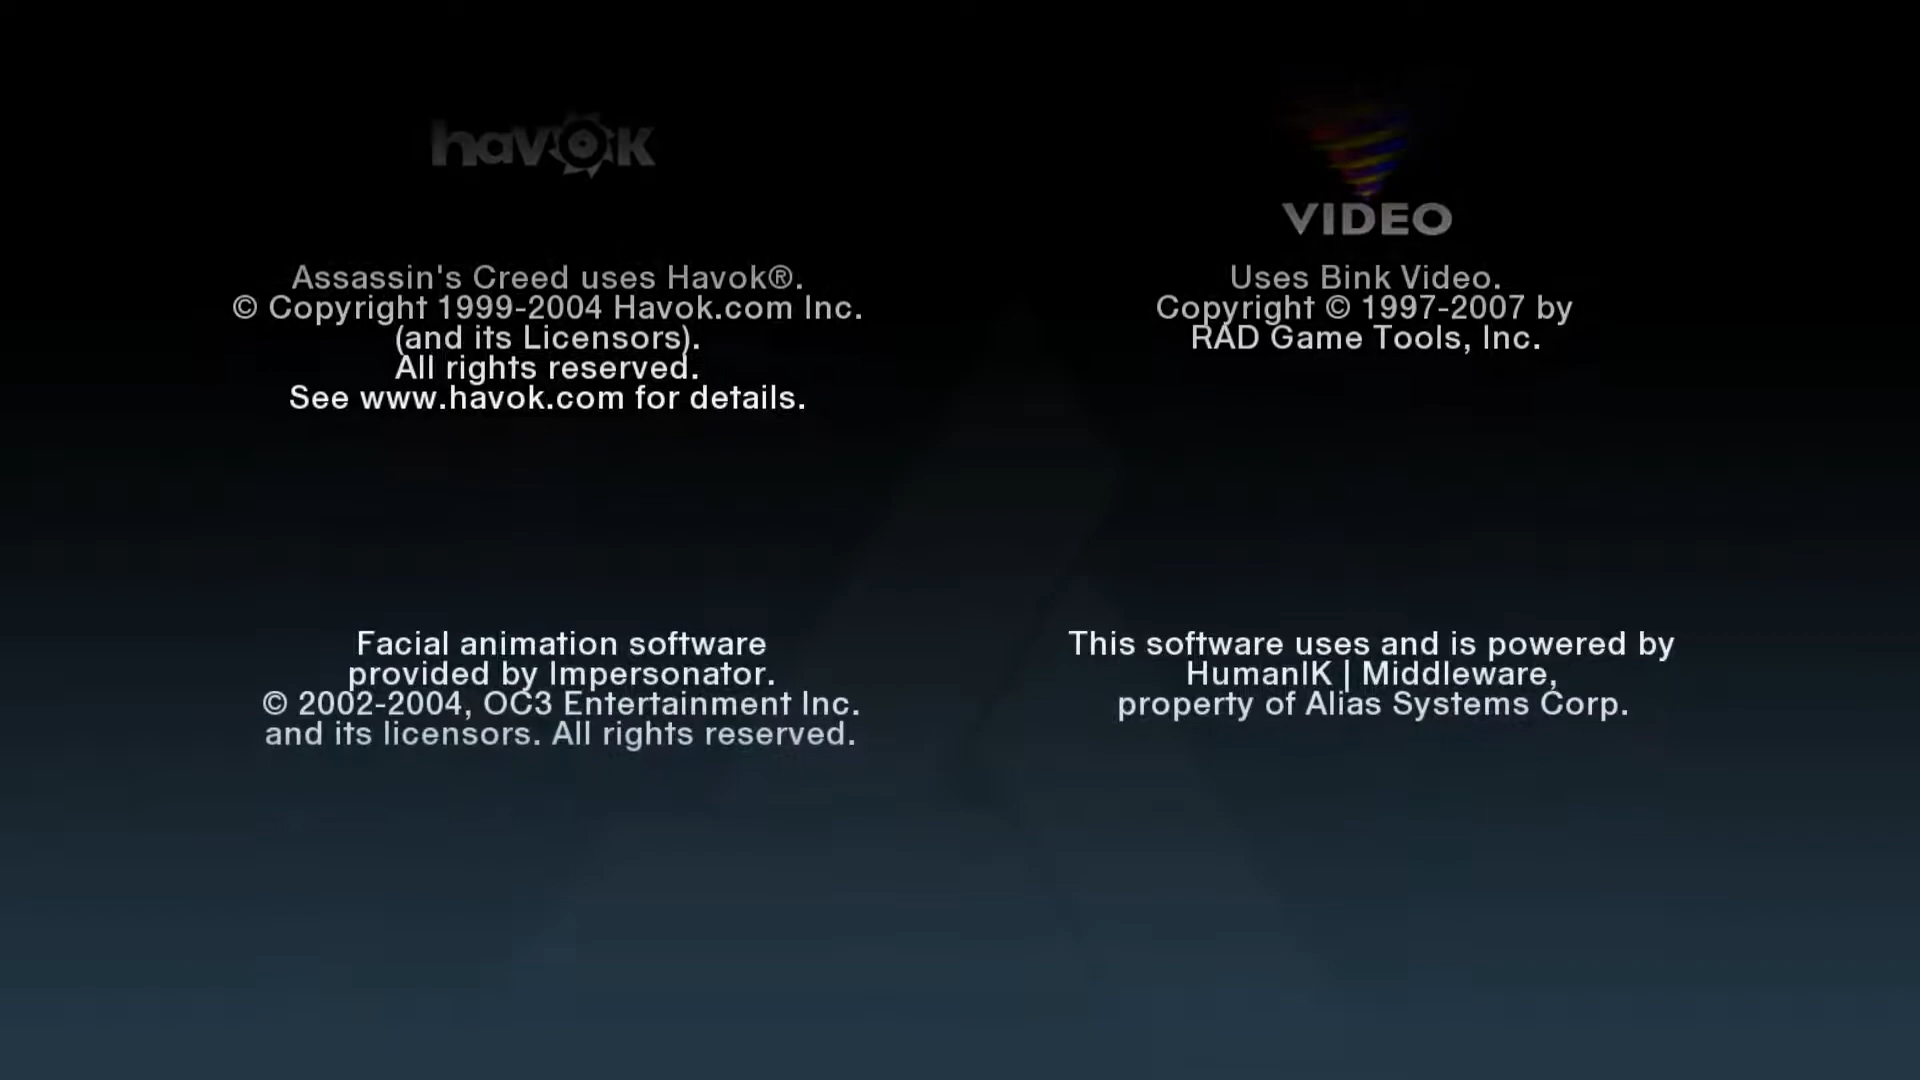 havok
Assassin's Creed uses Havok®.
© Copyright 1999-2004 Havok.com Inc.
(and its Licensors).
All rights reserved.
See www.havok.com for details.
VIDEO
Uses Bink Video.
Copyright © 1997-2007 by
RAD Game Tools, Inc.
Facial animation software
provided by Impersonator.
© 2002-2004, OC3 Entertainment Inc.
and its licensors. All rights reserved.
This software uses and is powered by
HumanIK | Middleware,
property of Alias Systems Corp.